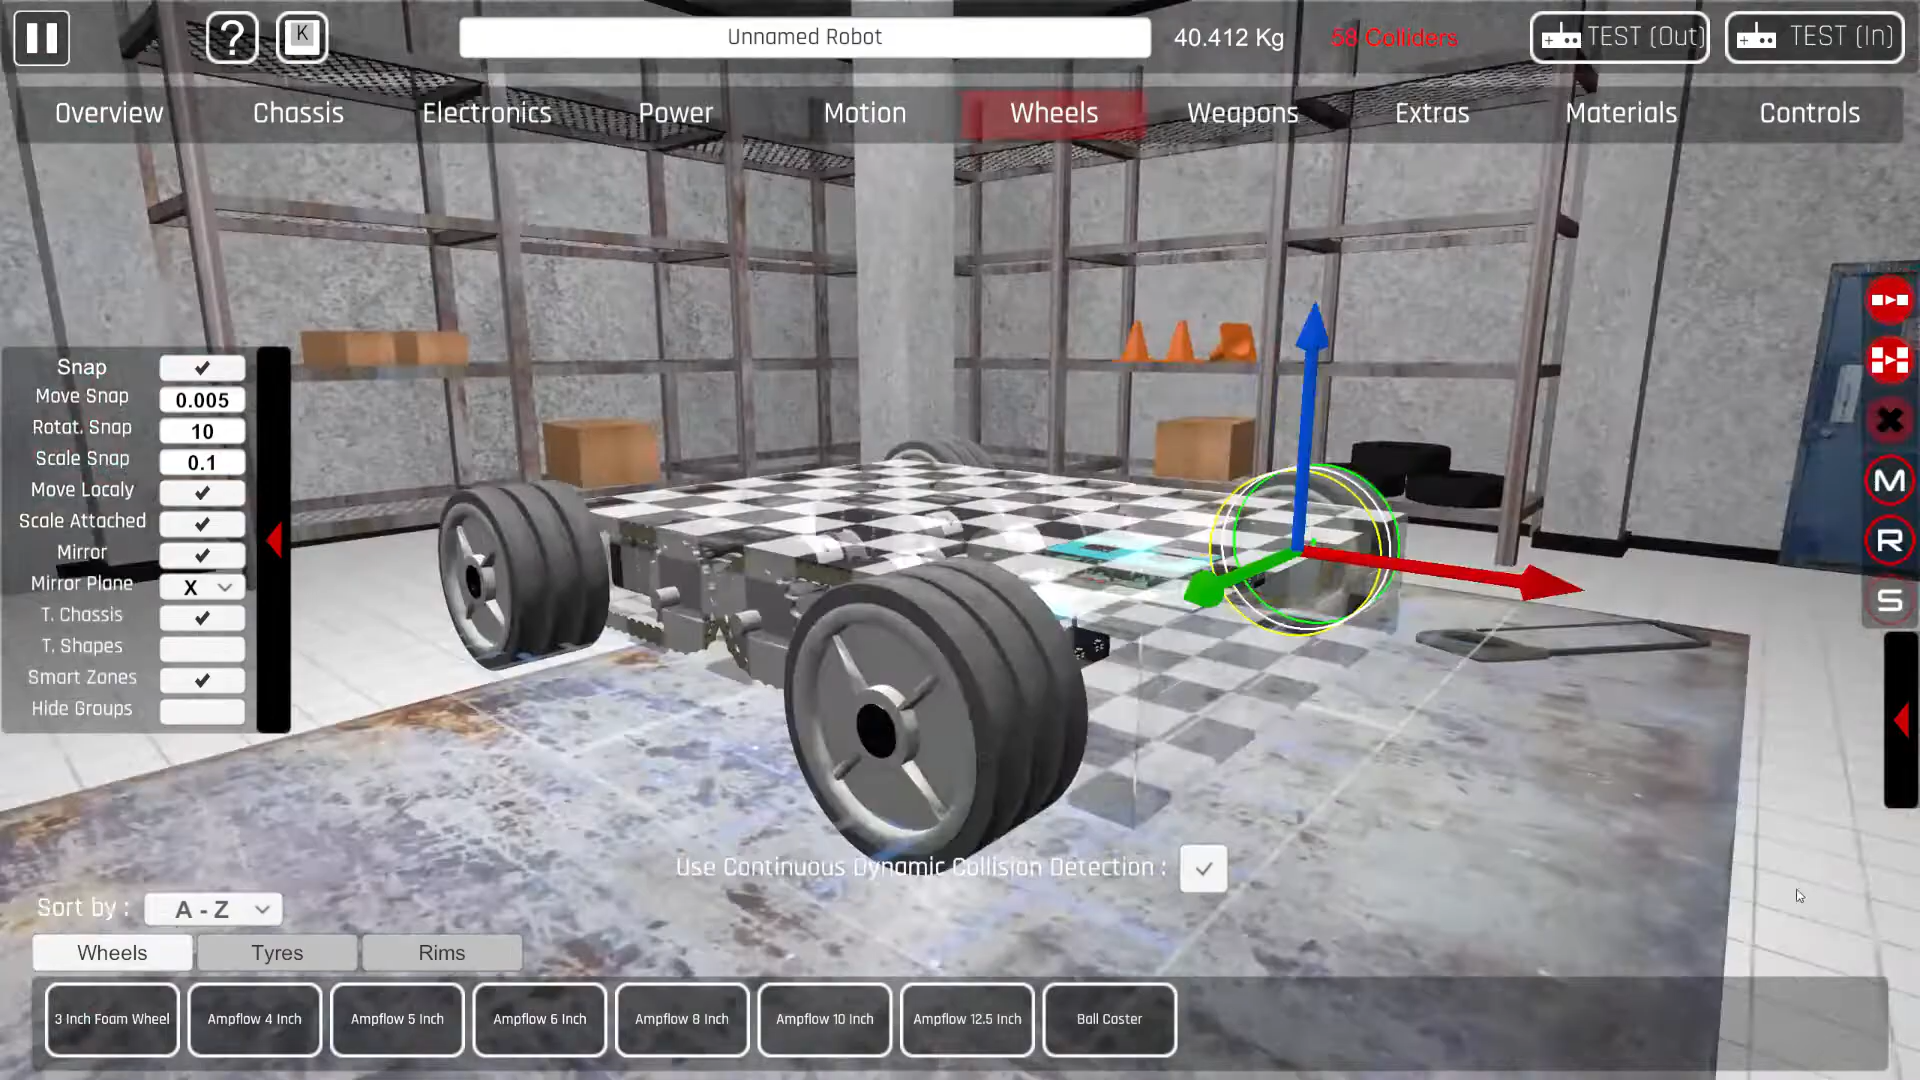 ?
K
Unnamed Robot
40.412 Kg
58 Colliders
TEST (Out)
TEST (In)
Overview
Chassis
Electronics
Power
Motion
Wheels
Weapons
Extras
Materials
Controls
Snap
Move Snap 0.005
Rotat. Snap 10
Scale Snap 0.1
Move Localy
Scale Attached
Mirror
Mirror Plane X
T. Chassis
T. Shapes
Smart Zones
Hide Groups
M
R
S
Use Continuous Dynamic Collision Detection :
Sort by : A - Z
Wheels
Tyres
Rims
3 Inch Foam Wheel
Ampflow 4 Inch
Ampflow 5 Inch
Ampflow 6 Inch
Ampflow 8 Inch
Ampflow 10 Inch
Ampflow 12.5 Inch
Ball Caster